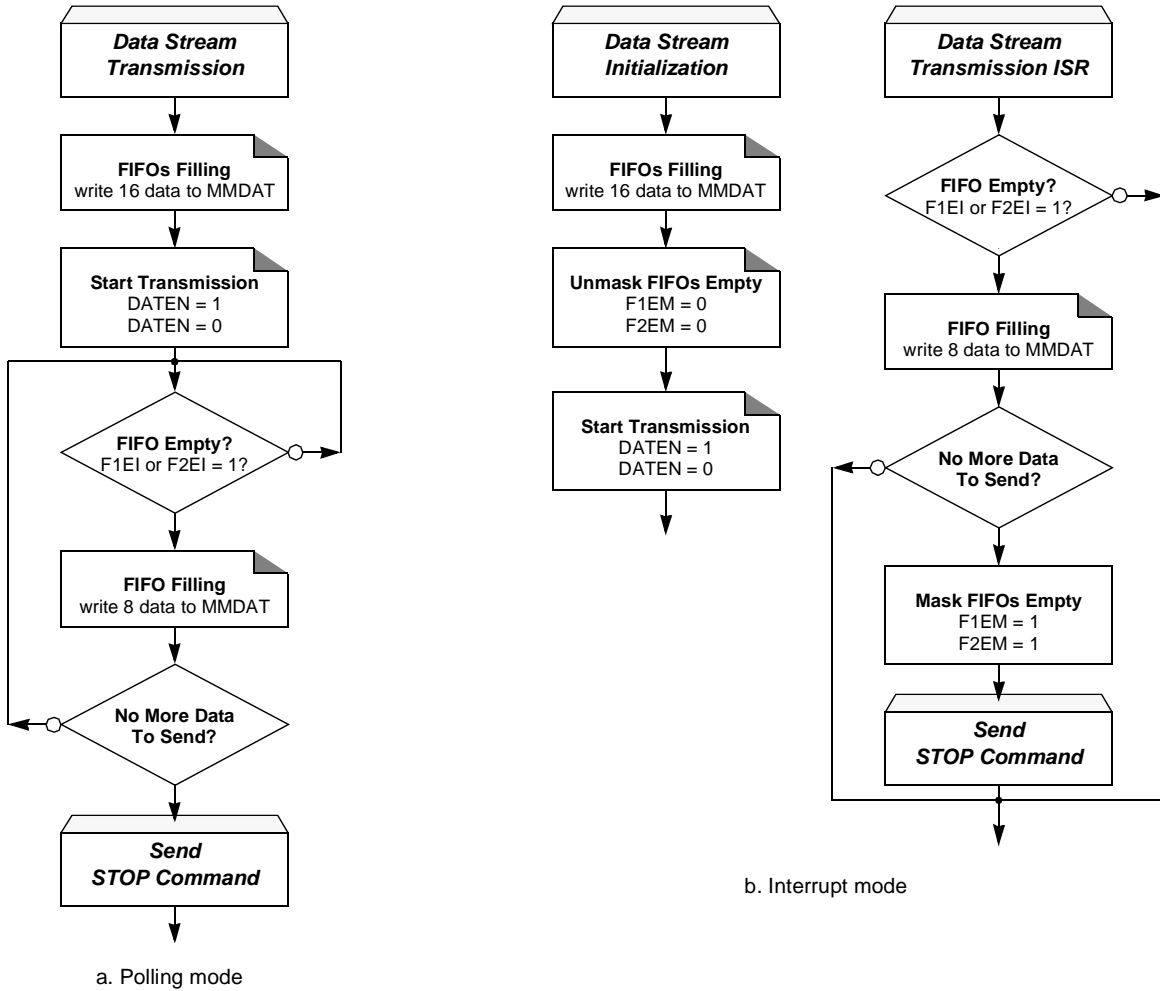 Data Stream
Transmission
FIFOs Filling
write 16 data to MMDAT
Start Transmission
DATEN = 1
DATEN = 0
FIFO Empty?
F1EI or F2EI = 1?
FIFO Filling
write 8 data to MMDAT
No More Data
To Send?
Send
STOP Command
a. Polling mode
Data Stream
Initialization
FIFOs Filling
write 16 data to MMDAT
Unmask FIFOs Empty
F1EM = 0
F2EM = 0
Start Transmission
DATEN = 1
DATEN = 0
Data Stream
Transmission ISR
FIFO Empty?
F1EI or F2EI = 1?
FIFO Filling
write 8 data to MMDAT
No More Data
To Send?
Mask FIFOs Empty
F1EM = 1
F2EM = 1
Send
STOP Command
b. Interrupt mode